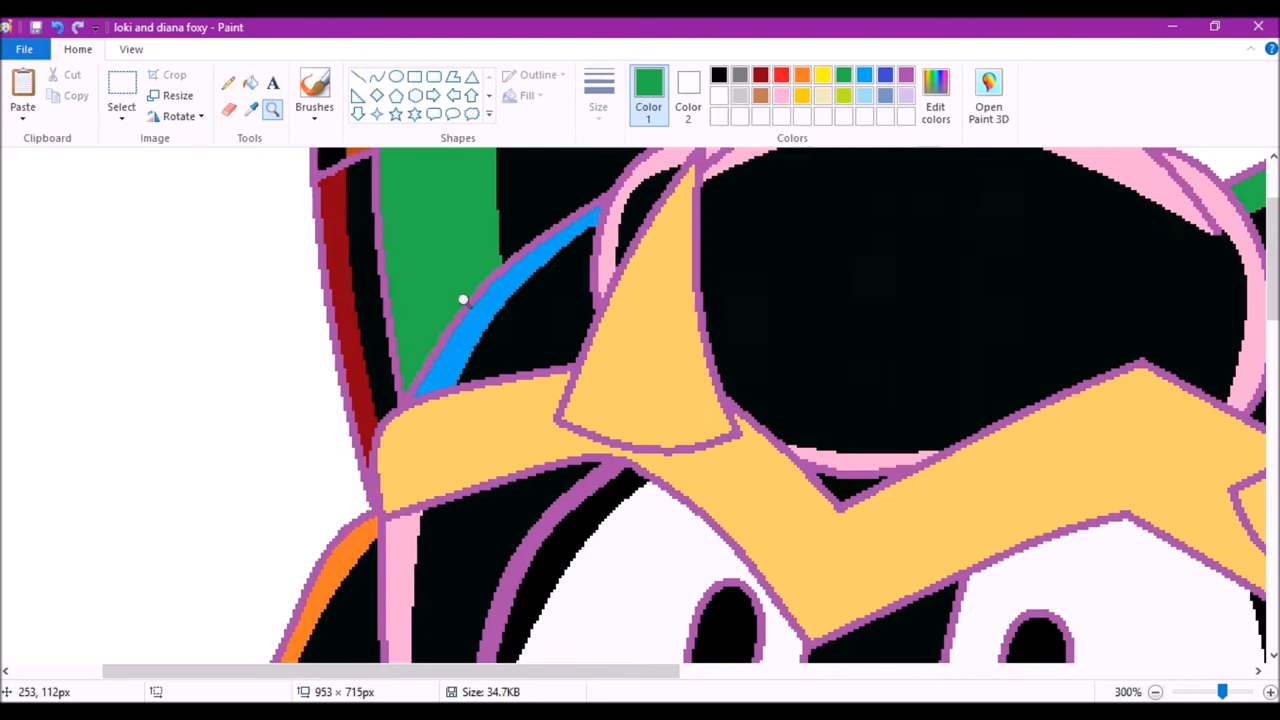 loki and diana foxy - Paint
File Home View
Paste
Cut
Copy
Clipboard
Select
Crop
Resize
Rotate
Image
A
Tools
Brushes
Outline
Fill
Shapes
Size
Color 1
Color 2
Edit colors
Colors
Open Paint 3D
253, 112px
953 × 715px
Size: 34.7KB
300%